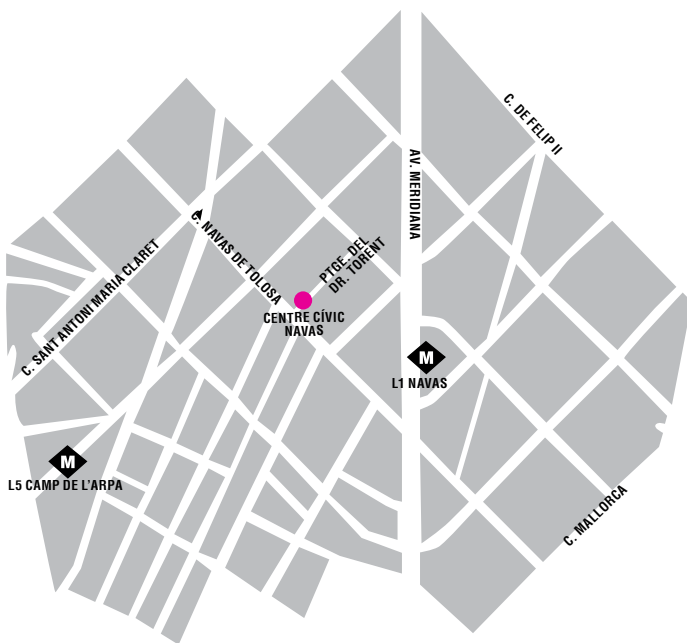 C. DE FELIP II
AV. MERIDIANA
C. NAVAS DE TOLOSA
PTGE. DEL
DR. TORENT
C. SANT ANTONI MARIA CLARET
CENTRE CÍVIC
NAVAS
M
L1 NAVAS
M
L5 CAMP DE L'ARPA
C. MALLORCA